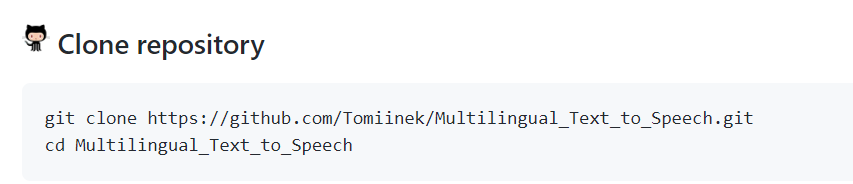 Clone repository
git clone https://github.com/Tomiinek/Multilingual_Text_to_Speech.git
cd Multilingual_Text_to_Speech